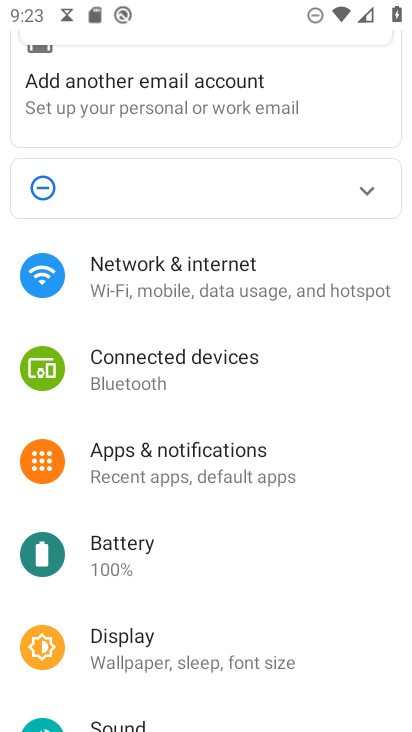 9:23
Add another email account
Set up your personal or work email
Network & internet
Wi-Fi, mobile, data usage, and hotspot
Connected devices
Bluetooth
Apps & notifications
Recent apps, default apps
Battery
100%
Display
Wallpaper, sleep, font size
Sound